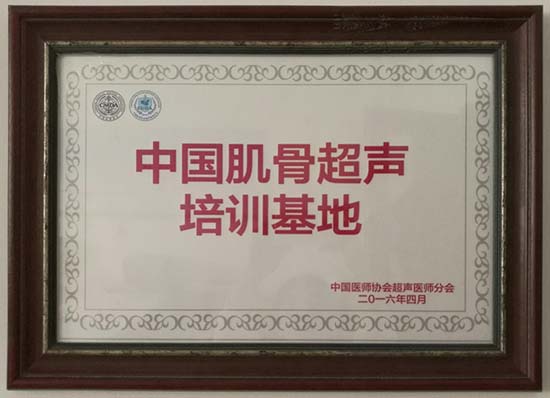 CMDA
中国肌骨超声
培训基地
中国医师协会超声医师分会
二〇一六年四月